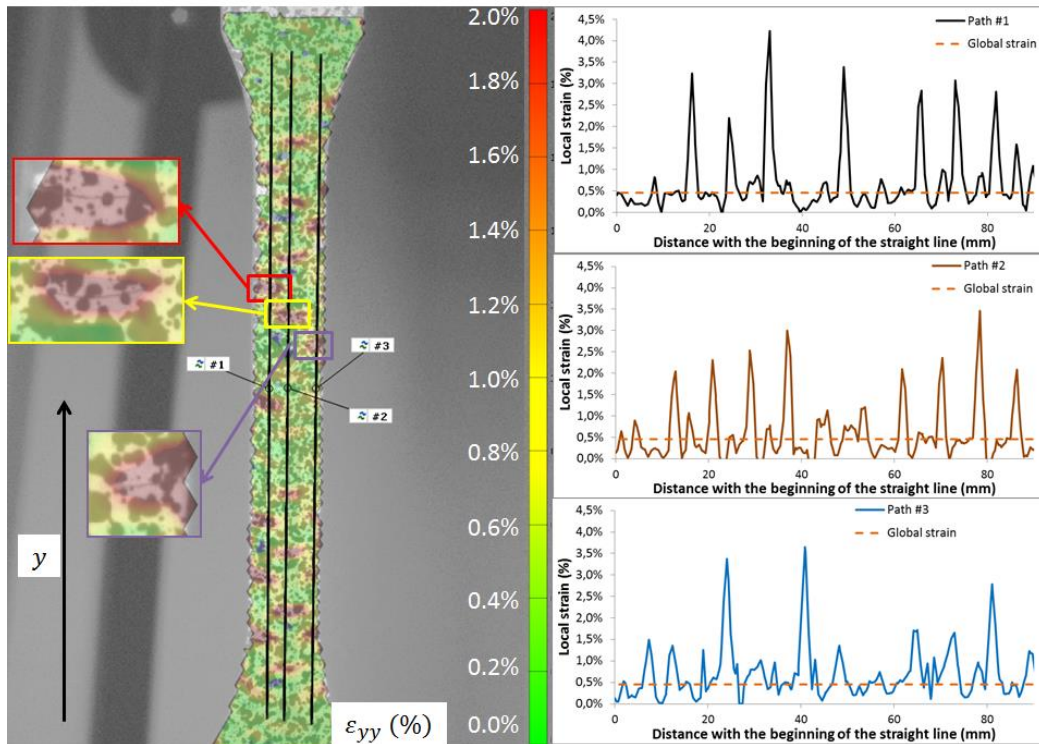 2.0%
1.8%
1.6%
1.4%
1.2%
1.0%
0.8%
0.6%
0.4%
0.2%
0.0%
#1
#3
#2
y
εyy (%)
4,5%
4,0%
3,5%
3,0%
2,5%
2,0%
1,5%
1,0%
0,5%
0,0%
Local strain (%)
Path #1
Global strain
0 20 40 60 80
Distance with the beginning of the straight line (mm)
4,5%
4,0%
3,5%
3,0%
2,5%
2,0%
1,5%
1,0%
0,5%
0,0%
Local strain (%)
Path #2
Global strain
0 20 40 60 80
Distance with the beginning of the straight line (mm)
4,5%
4,0%
3,5%
3,0%
2,5%
2,0%
1,5%
1,0%
0,5%
0,0%
Local strain (%)
Path #3
Global strain
0 20 40 60 80
Distance with the beginning of the straight line (mm)